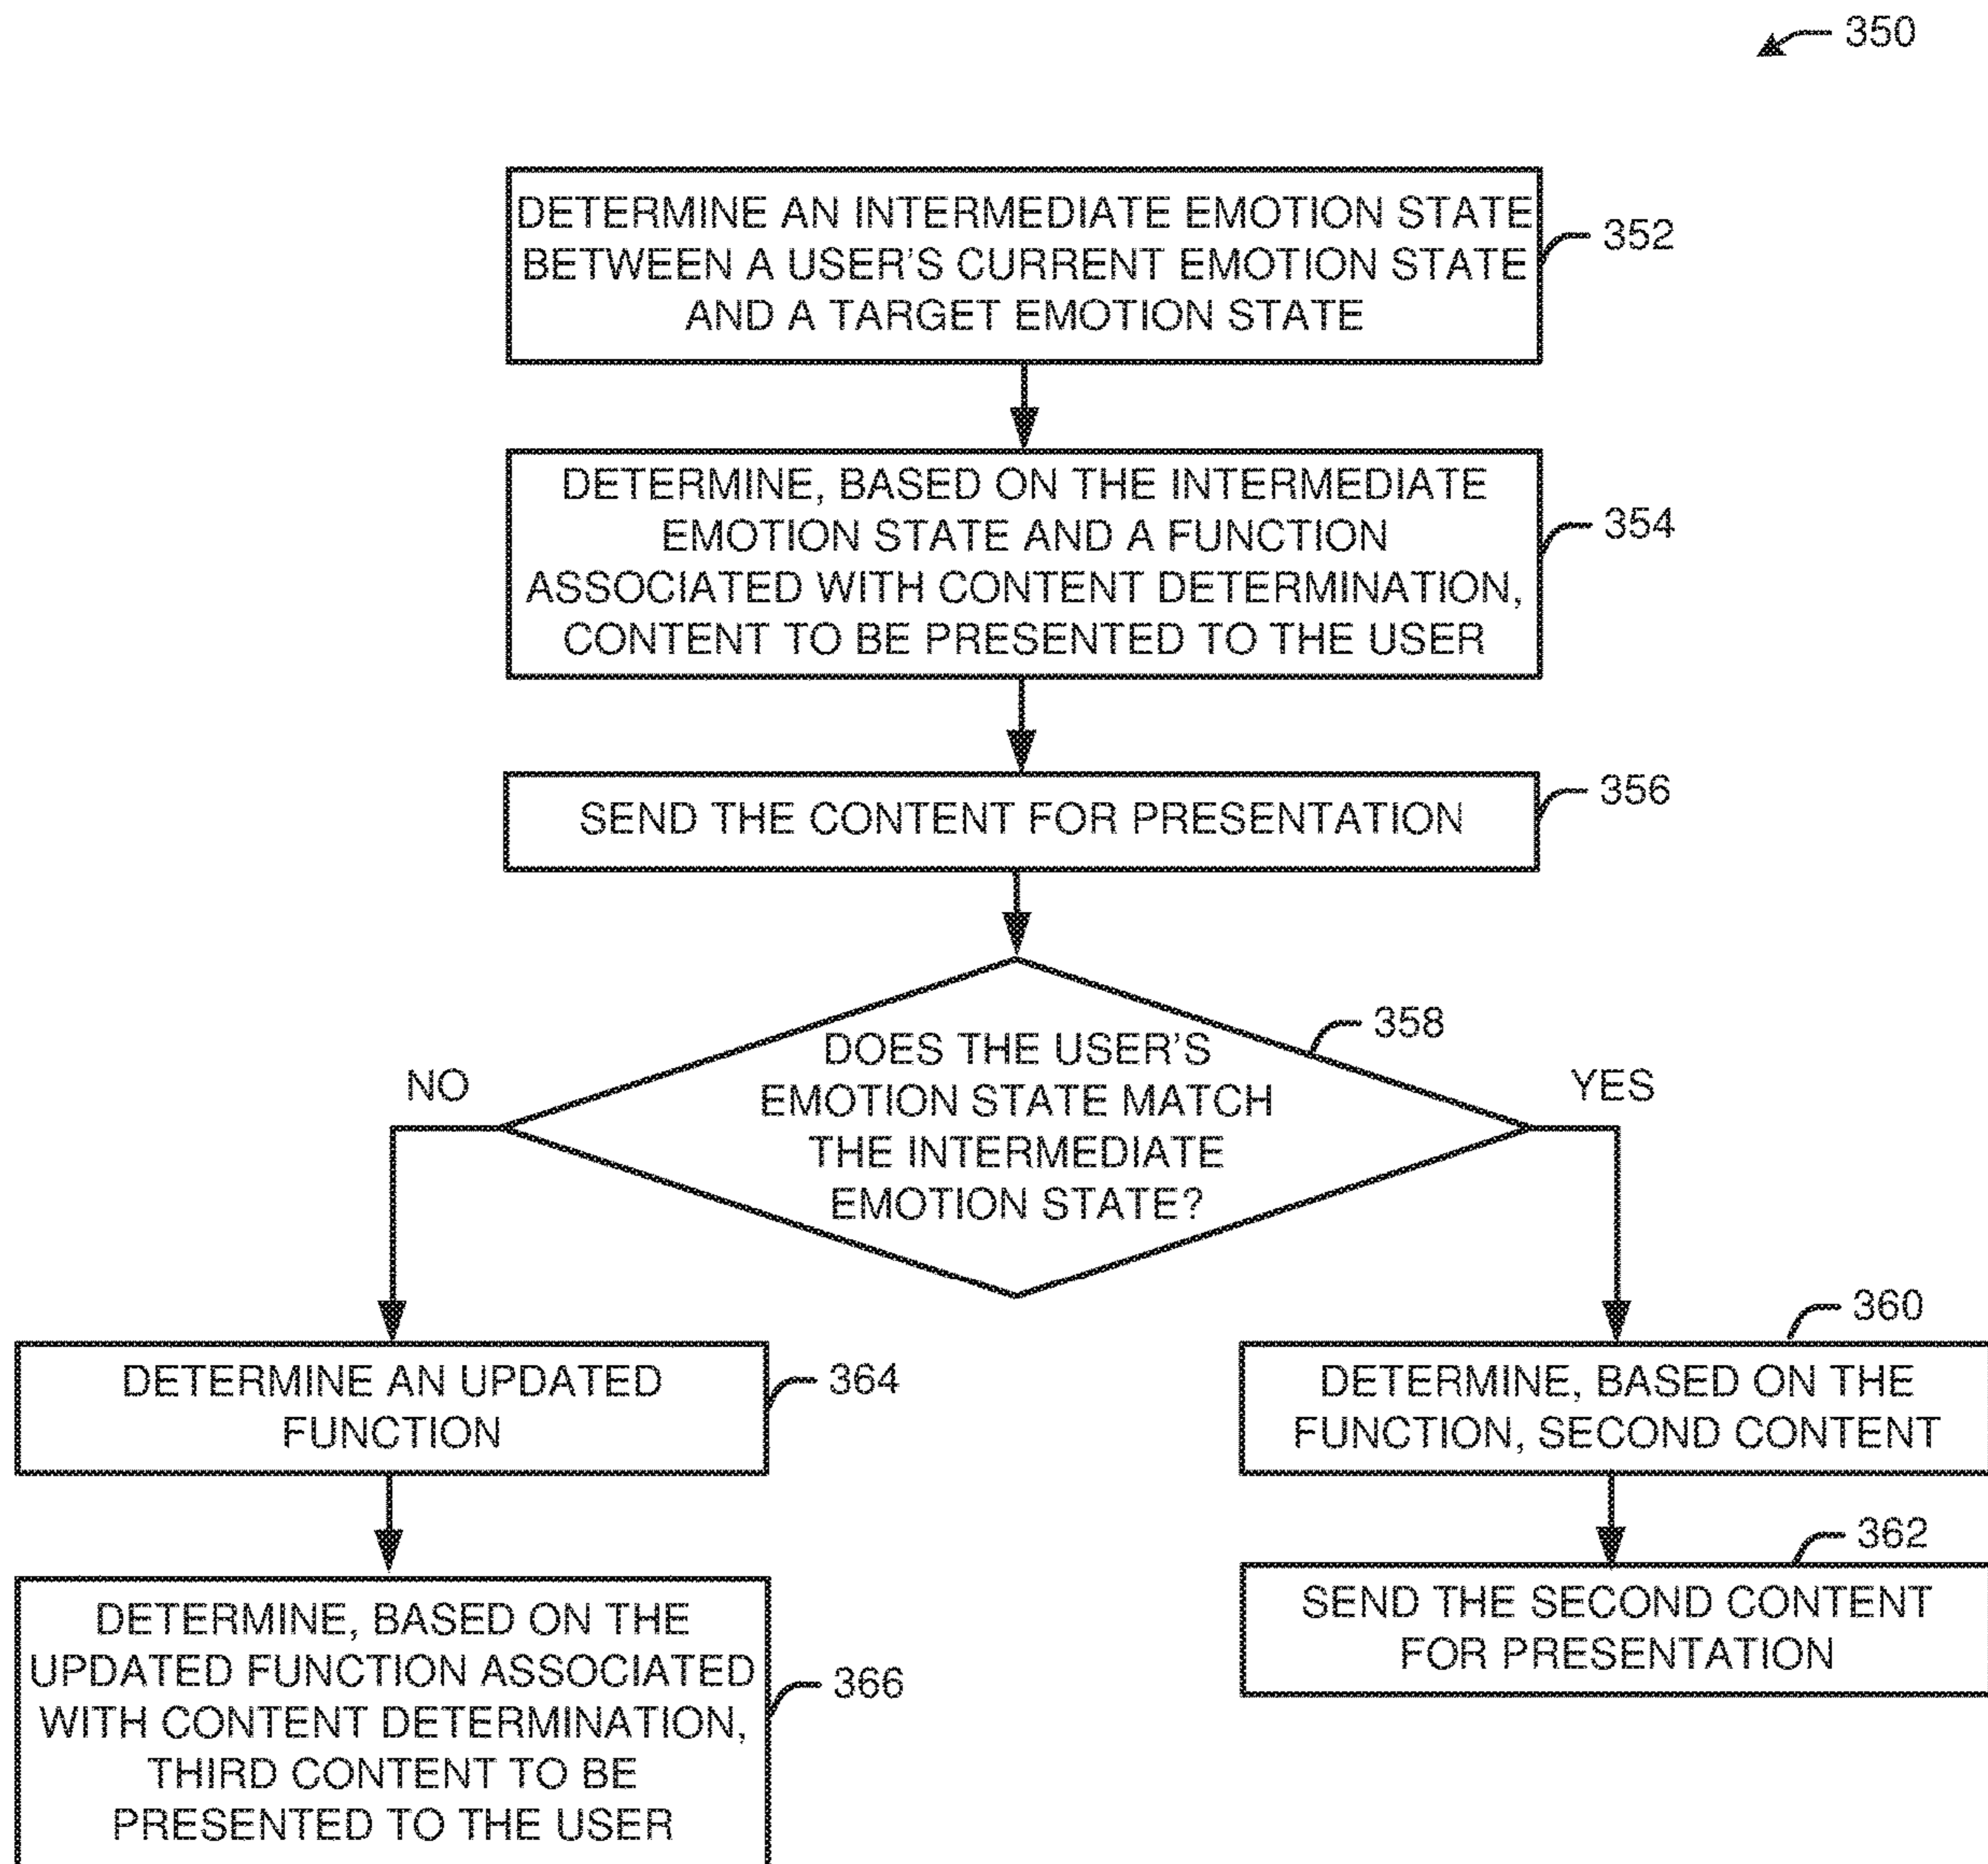 350
DETERMINE AN INTERMEDIATE EMOTION STATE
BETWEEN A USER'S CURRENT EMOTION STATE
AND A TARGET EMOTION STATE
352
DETERMINE, BASED ON THE INTERMEDIATE
EMOTION STATE AND A FUNCTION
ASSOCIATED WITH CONTENT DETERMINATION,
CONTENT TO BE PRESENTED TO THE USER
354
SEND THE CONTENT FOR PRESENTATION
356
DOES THE USER'S
EMOTION STATE MATCH
THE INTERMEDIATE
EMOTION STATE?
358
NO
YES
DETERMINE AN UPDATED
FUNCTION
364
360
DETERMINE, BASED ON THE
FUNCTION, SECOND CONTENT
DETERMINE, BASED ON THE
UPDATED FUNCTION ASSOCIATED
WITH CONTENT DETERMINATION,
THIRD CONTENT TO BE
PRESENTED TO THE USER
366
362
SEND THE SECOND CONTENT
FOR PRESENTATION